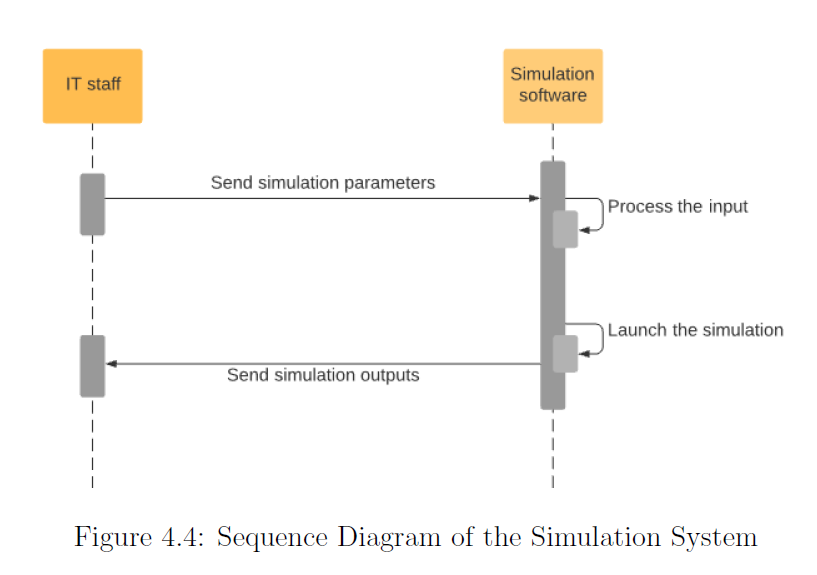 IT staff
Simulation
software
Send simulation parameters
Process the input
Launch the simulation
Send simulation outputs
Figure 4.4: Sequence Diagram of the Simulation System